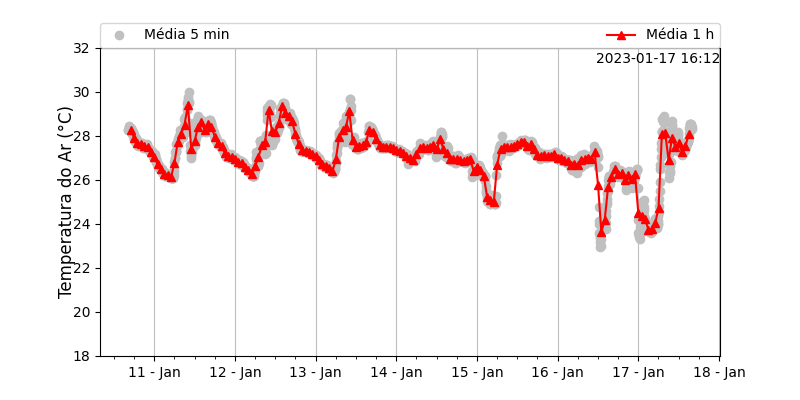 Média 5 min
Média 1 h
2023-01-17 16:12
Temperatura do Ar (°C)
32
30
28
26
24
22
20
18
11 - Jan
12 - Jan
13 - Jan
14 - Jan
15 - Jan
16 - Jan
17 - Jan
18 - Jan